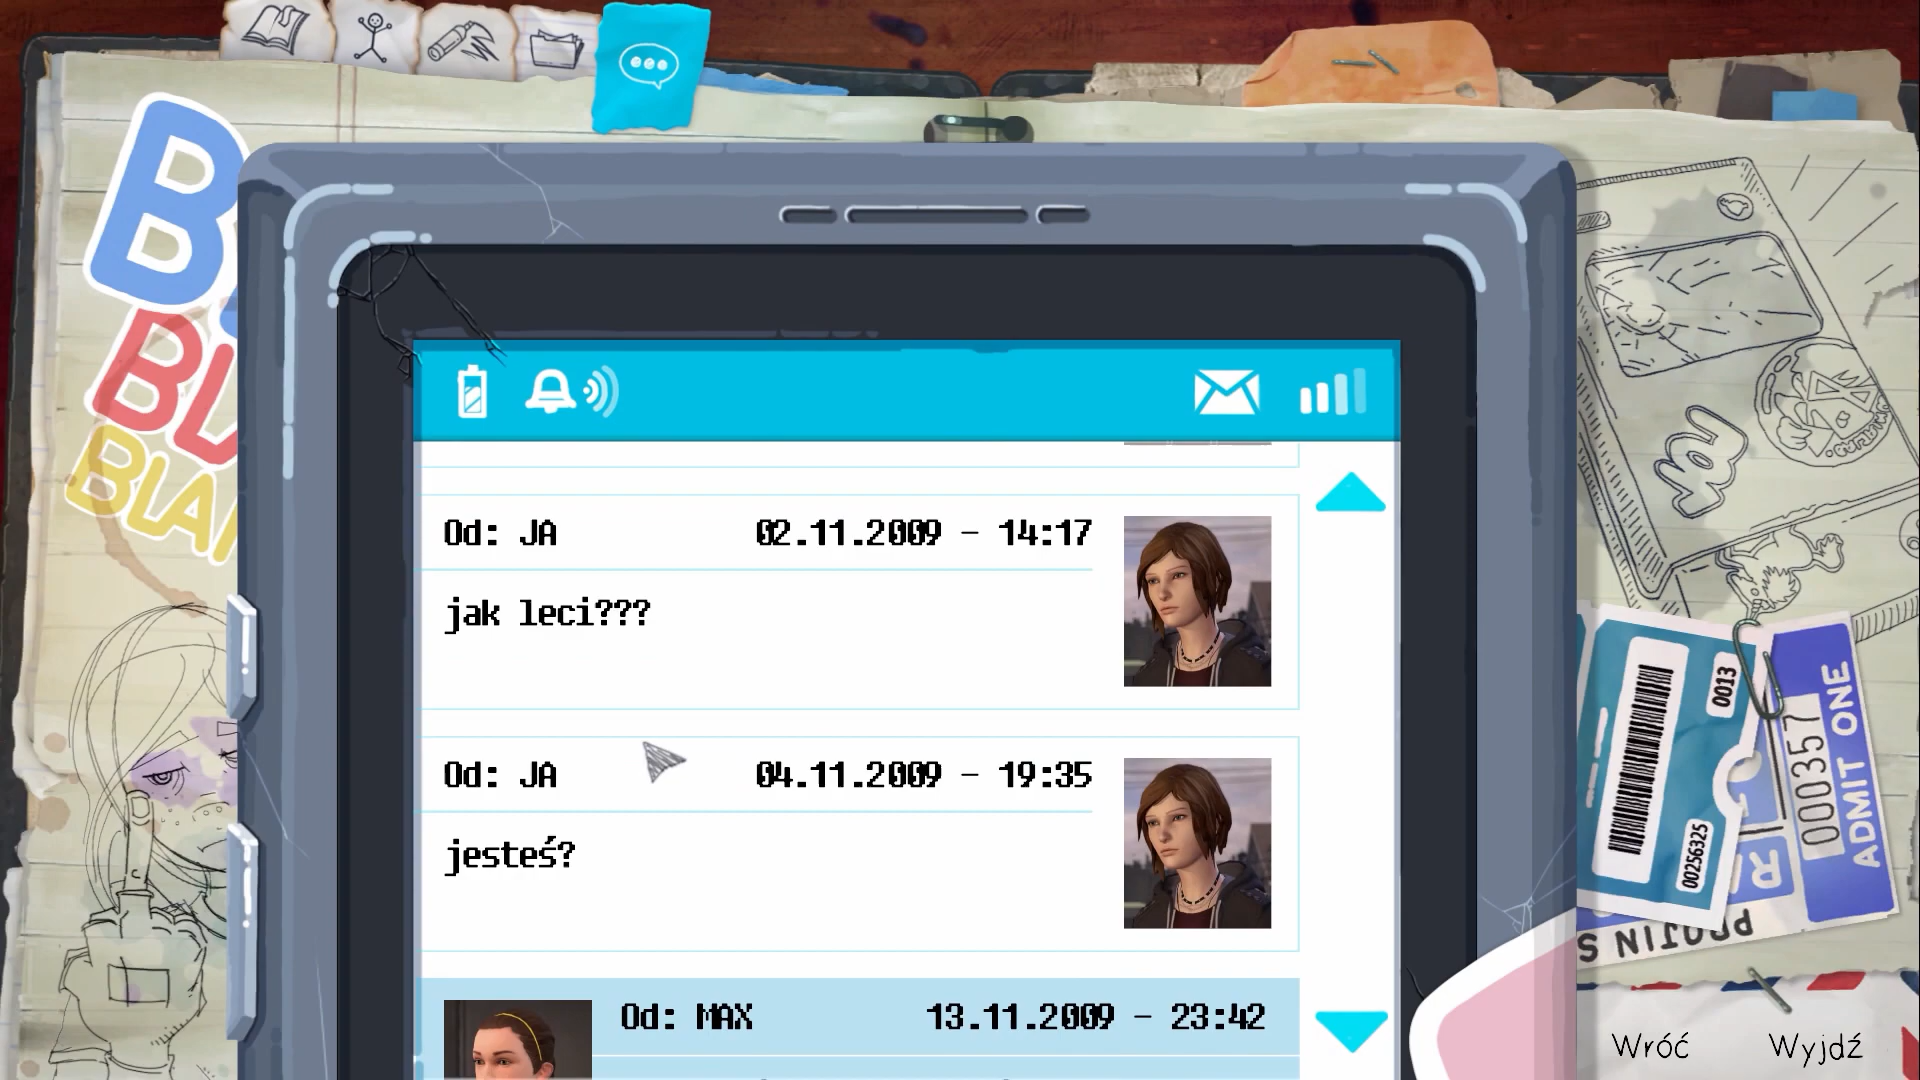 Od: JA 02.11.2009 - 14:17
jak leci???
Od: JA 04.11.2009 - 19:35
jesteś?
Od: MAX 13.11.2009 - 23:42
BLA
0013
00256325
000357
ADMIT ONE
Wróć Wyjdź